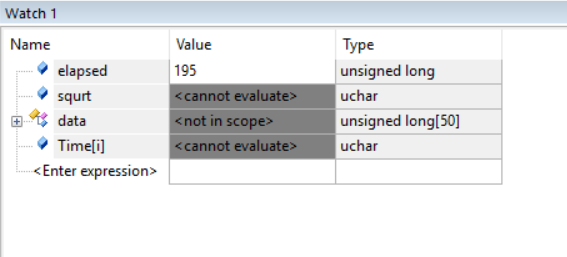 Watch 1
Name Value Type
elapsed 195 unsigned long
squrt <cannot evaluate> uchar
data <not in scope> unsigned long[50]
Time[i] <cannot evaluate> uchar
<Enter expression>